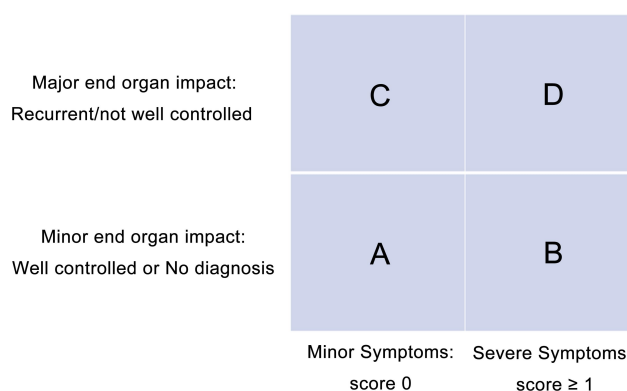 Major end organ impact:
Recurrent/not well controlled
C
D
Minor end organ impact:
Well controlled or No diagnosis
A
B
Minor Symptoms:
score 0
Severe Symptoms
score ≥ 1